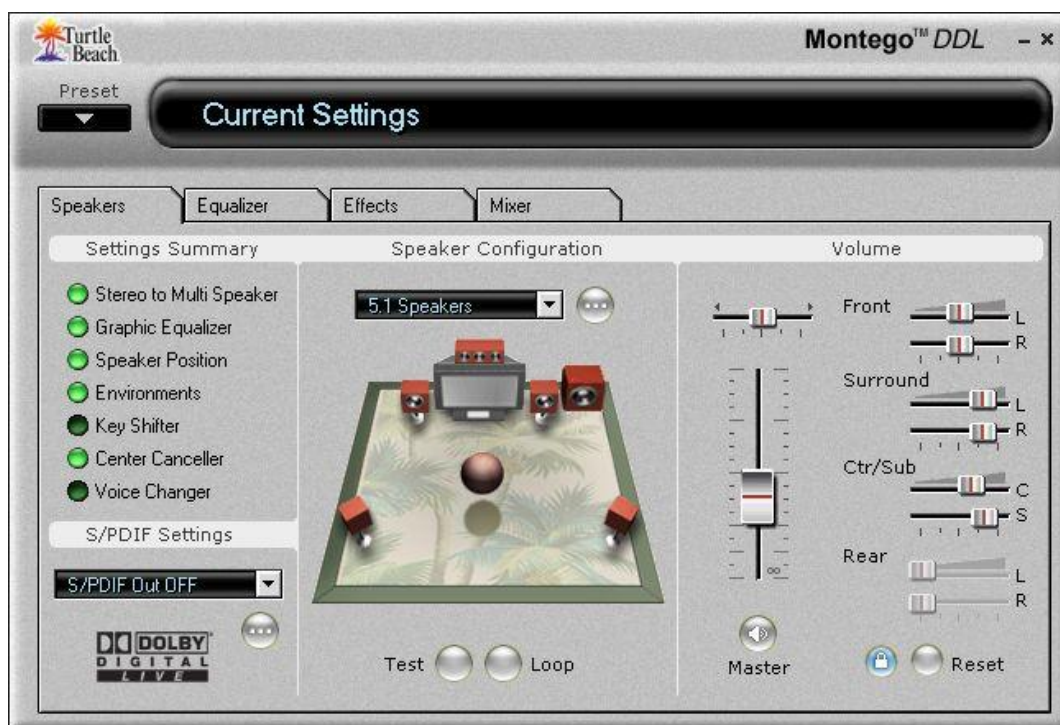 Turtle
Beach
Montego™ DDL
Preset
Current Settings
Speakers
Equalizer
Effects
Mixer
Settings Summary
Stereo to Multi Speaker
Graphic Equalizer
Speaker Position
Environments
Key Shifter
Center Canceller
Voice Changer
S/PDIF Settings
S/PDIF Out OFF
DOLBY
DIGITAL
LIVE
Speaker Configuration
5.1 Speakers
Test
Loop
Volume
∞
Master
Front
L
R
Surround
L
R
Ctr/Sub
C
S
Rear
L
R
Reset